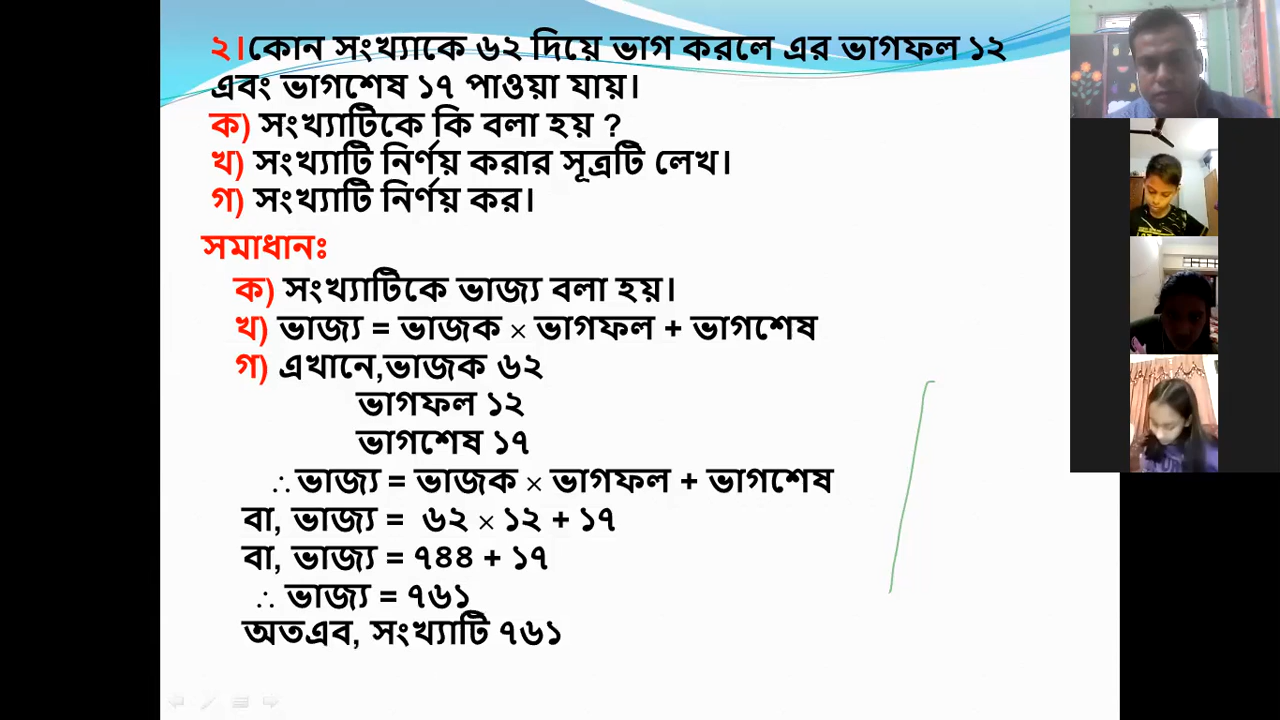 ২।কোন সংখ্যাকে ৬২ দিয়ে ভাগ করলে এর ভাগফল ১২
এবং ভাগশেষ ১৭ পাওয়া যায়।
ক) সংখ্যাটিকে কি বলা হয় ?
খ) সংখ্যাটি নির্ণয় করার সূত্রটি লেখ।
গ) সংখ্যাটি নির্ণয় কর।
সমাধানঃ
ক) সংখ্যাটিকে ভাজ্য বলা হয়।
খ) ভাজ্য = ভাজক × ভাগফল + ভাগশেষ
গ) এখানে,ভাজক ৬২
ভাগফল ১২
ভাগশেষ ১৭
∴ ভাজ্য = ভাজক × ভাগফল + ভাগশেষ
বা, ভাজ্য = ৬২ × ১২ + ১৭
বা, ভাজ্য = ৭৪৪ + ১৭
∴ ভাজ্য = ৭৬১
অতএব, সংখ্যাটি ৭৬১